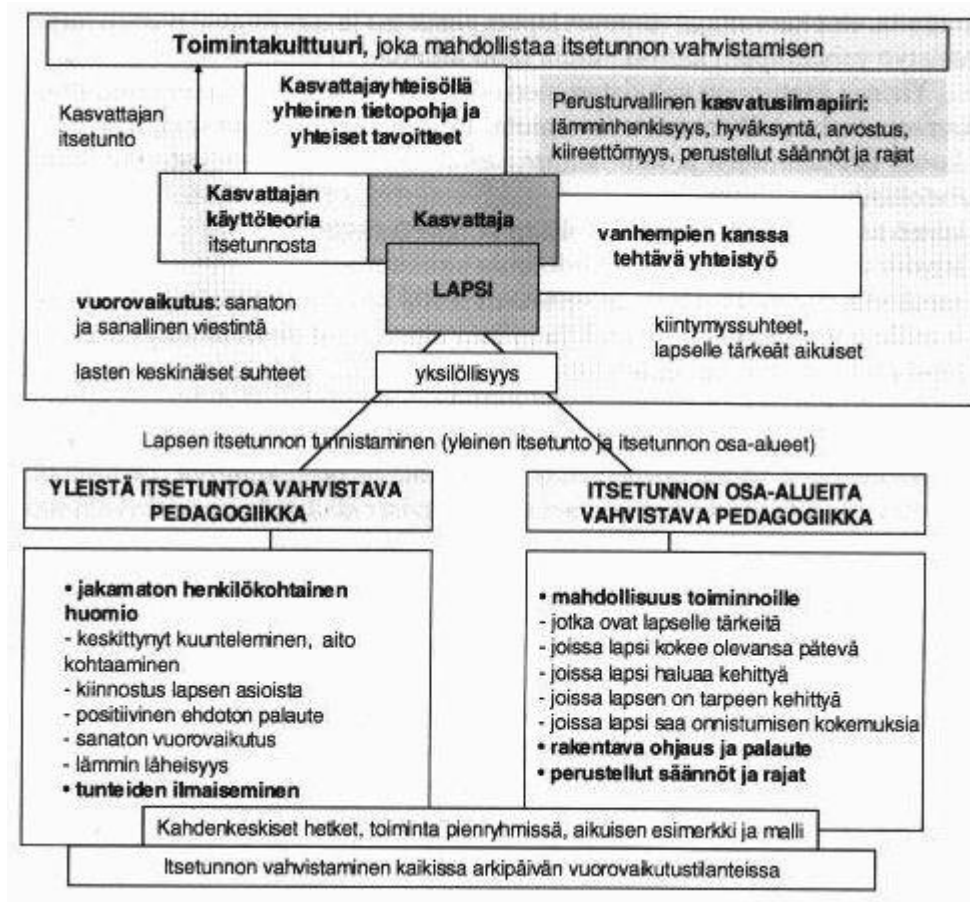 Toimintakulttuuri, joka mahdollistaa itsetunnon vahvistamisen
Kasvattajan
itsetunto
Kasvattajayhteisöllä
yhteinen tietopohja ja
yhteiset tavoitteet
Perusturvallinen kasvatusilmapiiri:
lämminhenkisyys, hyväksyntä, arvostus,
kiireettömyys, perustellut säännöt ja rajat
Kasvattajan
käyttöteoria
itsetunnosta
Kasvattaja
LAPSI
vanhempien kanssa
tehtävä yhteistyö
vuorovaikutus: sanaton
ja sanallinen viestintä
kiintymyssuhteet,
lapselle tärkeät aikuiset
lasten keskinäiset suhteet
yksilöllisyys
Lapsen itsetunnon tunnistaminen (yleinen itsetunto ja itsetunnon osa-alueet)
YLEISTÄ ITSETUNTOA VAHVISTAVA
PEDAGOGIIKKA
ITSETUNNON OSA-ALUEITA
VAHVISTAVA PEDAGOGIIKKA
• jakamaton henkilökohtainen
huomio
- keskittynyt kuunteleminen, aito
kohtaaminen
- kiinnostus lapsen asioista
- positiivinen ehdoton palaute
- sanaton vuorovaikutus
- lämmin läheisyys
• tunteiden ilmaiseminen
• mahdollisuus toiminnoille
- jotka ovat lapselle tärkeitä
- joissa lapsi kokee olevansa pätevä
- joissa lapsi haluaa kehittyä
- joissa lapsen on tarpeen kehittyä
- joissa lapsi saa onnistumisen kokemuksia
• rakentava ohjaus ja palaute
• perustellut säännöt ja rajat
Kahdenkeskiset hetket, toiminta pienryhmissä, aikuisen esimerkki ja malli
Itsetunnon vahvistaminen kaikissa arkipäivän vuorovaikutustilanteissa